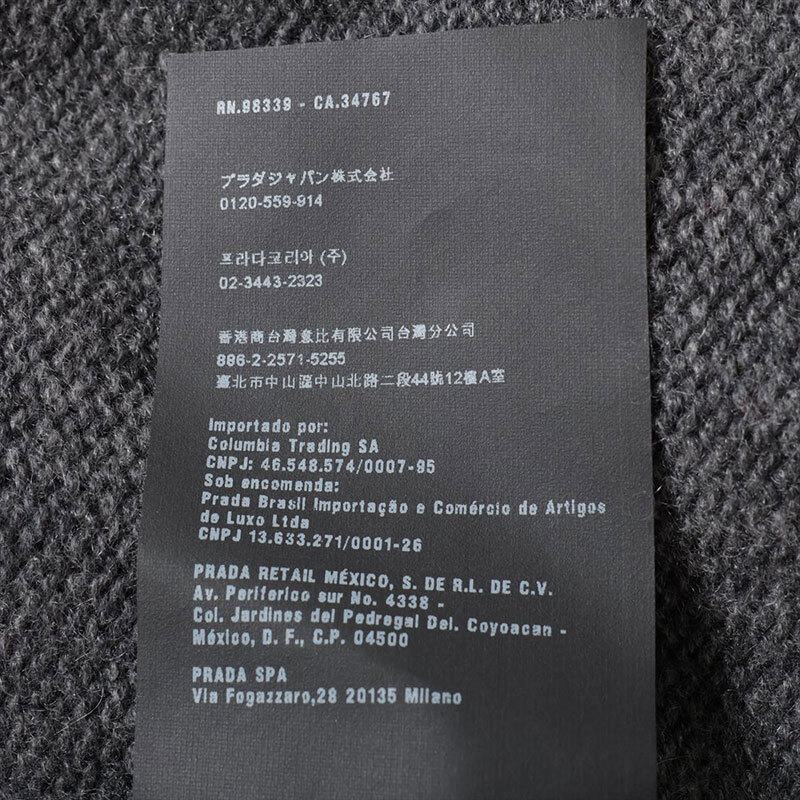 RN.98339 - CA.34767
プラダジャパン株式会社
0120-559-914
프라다코리아 (주)
02-3443-2323
香港商台灣意比有限公司台灣分公司
886-2-2571-5255
臺北市中山區中山北路二段44號12樓A室
Importado por:
Columbia Trading SA
CNPJ: 46.548.574/0007-95
Sob encomenda:
Prada Brasil Importação e Comércio de Artigos
de Luxo Ltda
CNPJ 13.633.271/0001-26
PRADA RETAIL MÉXICO, S. DE R.L. DE C.V.
Av. Periferico sur No. 4338 -
Col. Jardines del Pedregal Del. Coyoacan -
México, D. F., C.P. 04500
PRADA SPA
Via Fogazzaro,28 20135 Milano